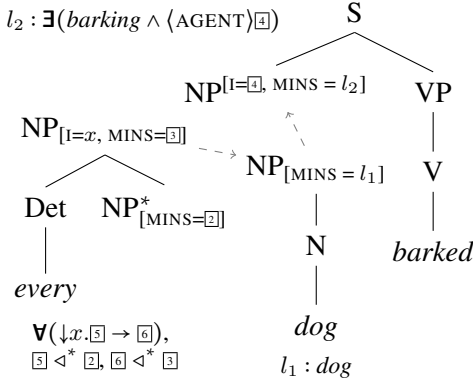 l₂ : ∃(barking ∧ ⟨AGENT⟩[4])
S
NP[I=[4], MINS = l₂]
VP
NP[I=x, MINS=[3]]
NP[MINS = l₁]
V
Det
NP*[MINS=[2]]
N
barked
every
dog
∀(↓x.[5] → [6]),
[5] ◁* [2], [6] ◁* [3]
l₁ : dog